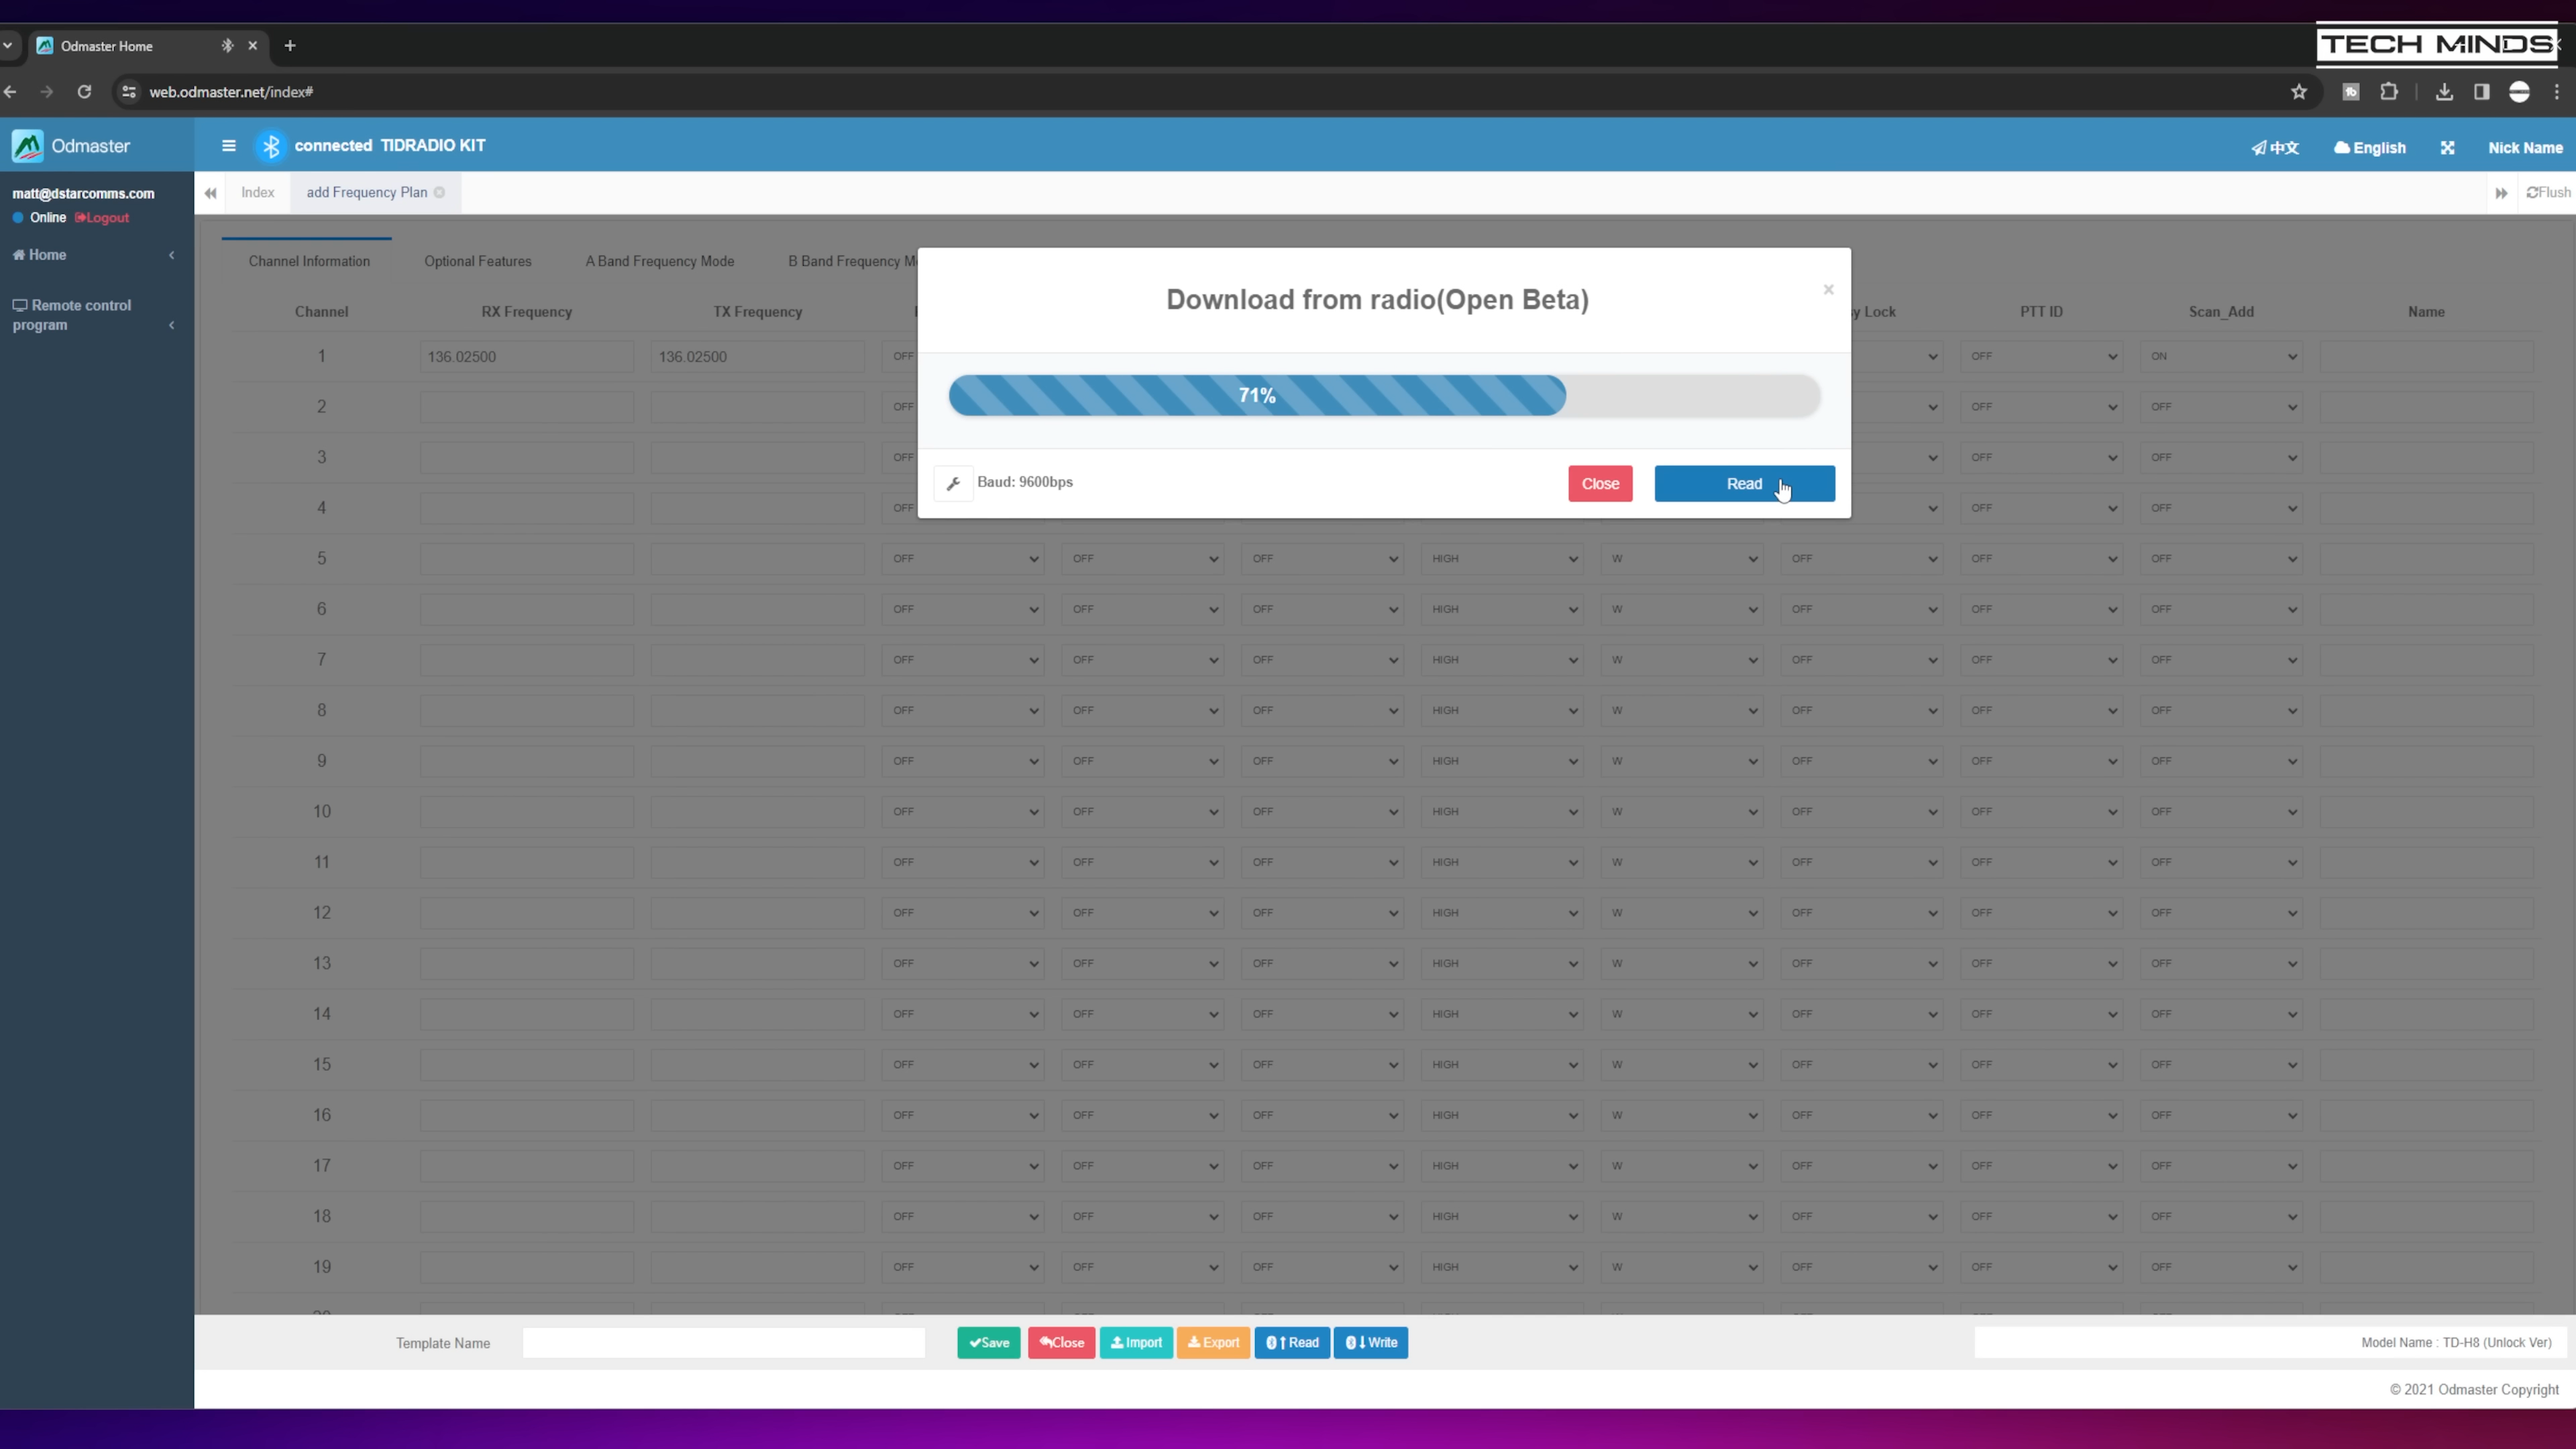 TECH MINDS
Odmaster Home
web.odmaster.net/index#
Odmaster
connected TIDRADIO KIT
中文 English Nick Name
matt@dstarcomms.com
Online Logout
Home
Remote control
program
Index add Frequency Plan Flush
Channel Information Optional Features A Band Frequency Mode B Band Frequency M
Download from radio(Open Beta)
71%
Baud: 9600bps
Close Read
Channel RX Frequency TX Frequency y Lock PTT ID Scan_Add Name
1 136.02500 136.02500 OFF OFF ON
2 OFF OFF OFF
3 OFF OFF OFF
4 OFF OFF OFF
5 OFF OFF OFF HIGH W OFF OFF OFF
6 OFF OFF OFF HIGH W OFF OFF OFF
7 OFF OFF OFF HIGH W OFF OFF OFF
8 OFF OFF OFF HIGH W OFF OFF OFF
9 OFF OFF OFF HIGH W OFF OFF OFF
10 OFF OFF OFF HIGH W OFF OFF OFF
11 OFF OFF OFF HIGH W OFF OFF OFF
12 OFF OFF OFF HIGH W OFF OFF OFF
13 OFF OFF OFF HIGH W OFF OFF OFF
14 OFF OFF OFF HIGH W OFF OFF OFF
15 OFF OFF OFF HIGH W OFF OFF OFF
16 OFF OFF OFF HIGH W OFF OFF OFF
17 OFF OFF OFF HIGH W OFF OFF OFF
18 OFF OFF OFF HIGH W OFF OFF OFF
19 OFF OFF OFF HIGH W OFF OFF OFF
Template Name Save Close Import Export Read Write Model Name : TD-H8 (Unlock Ver)
© 2021 Odmaster Copyright